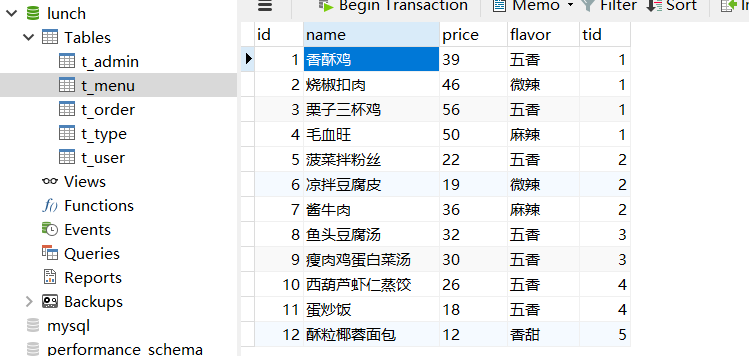 lunch
Tables
t_admin
t_menu
t_order
t_type
t_user
Views
Functions
Events
Queries
Reports
Backups
mysql
performance_schema
Begin Transaction Memo Filter Sort
id name price flavor tid
1 香酥鸡 39 五香 1
2 烧椒扣肉 46 微辣 1
3 栗子三杯鸡 56 五香 1
4 毛血旺 50 麻辣 1
5 菠菜拌粉丝 22 五香 2
6 凉拌豆腐皮 19 微辣 2
7 酱牛肉 36 麻辣 2
8 鱼头豆腐汤 32 五香 3
9 瘦肉鸡蛋白菜汤 30 五香 3
10 西葫芦虾仁蒸饺 26 五香 4
11 蛋炒饭 18 五香 4
12 酥粒椰蓉面包 12 香甜 5